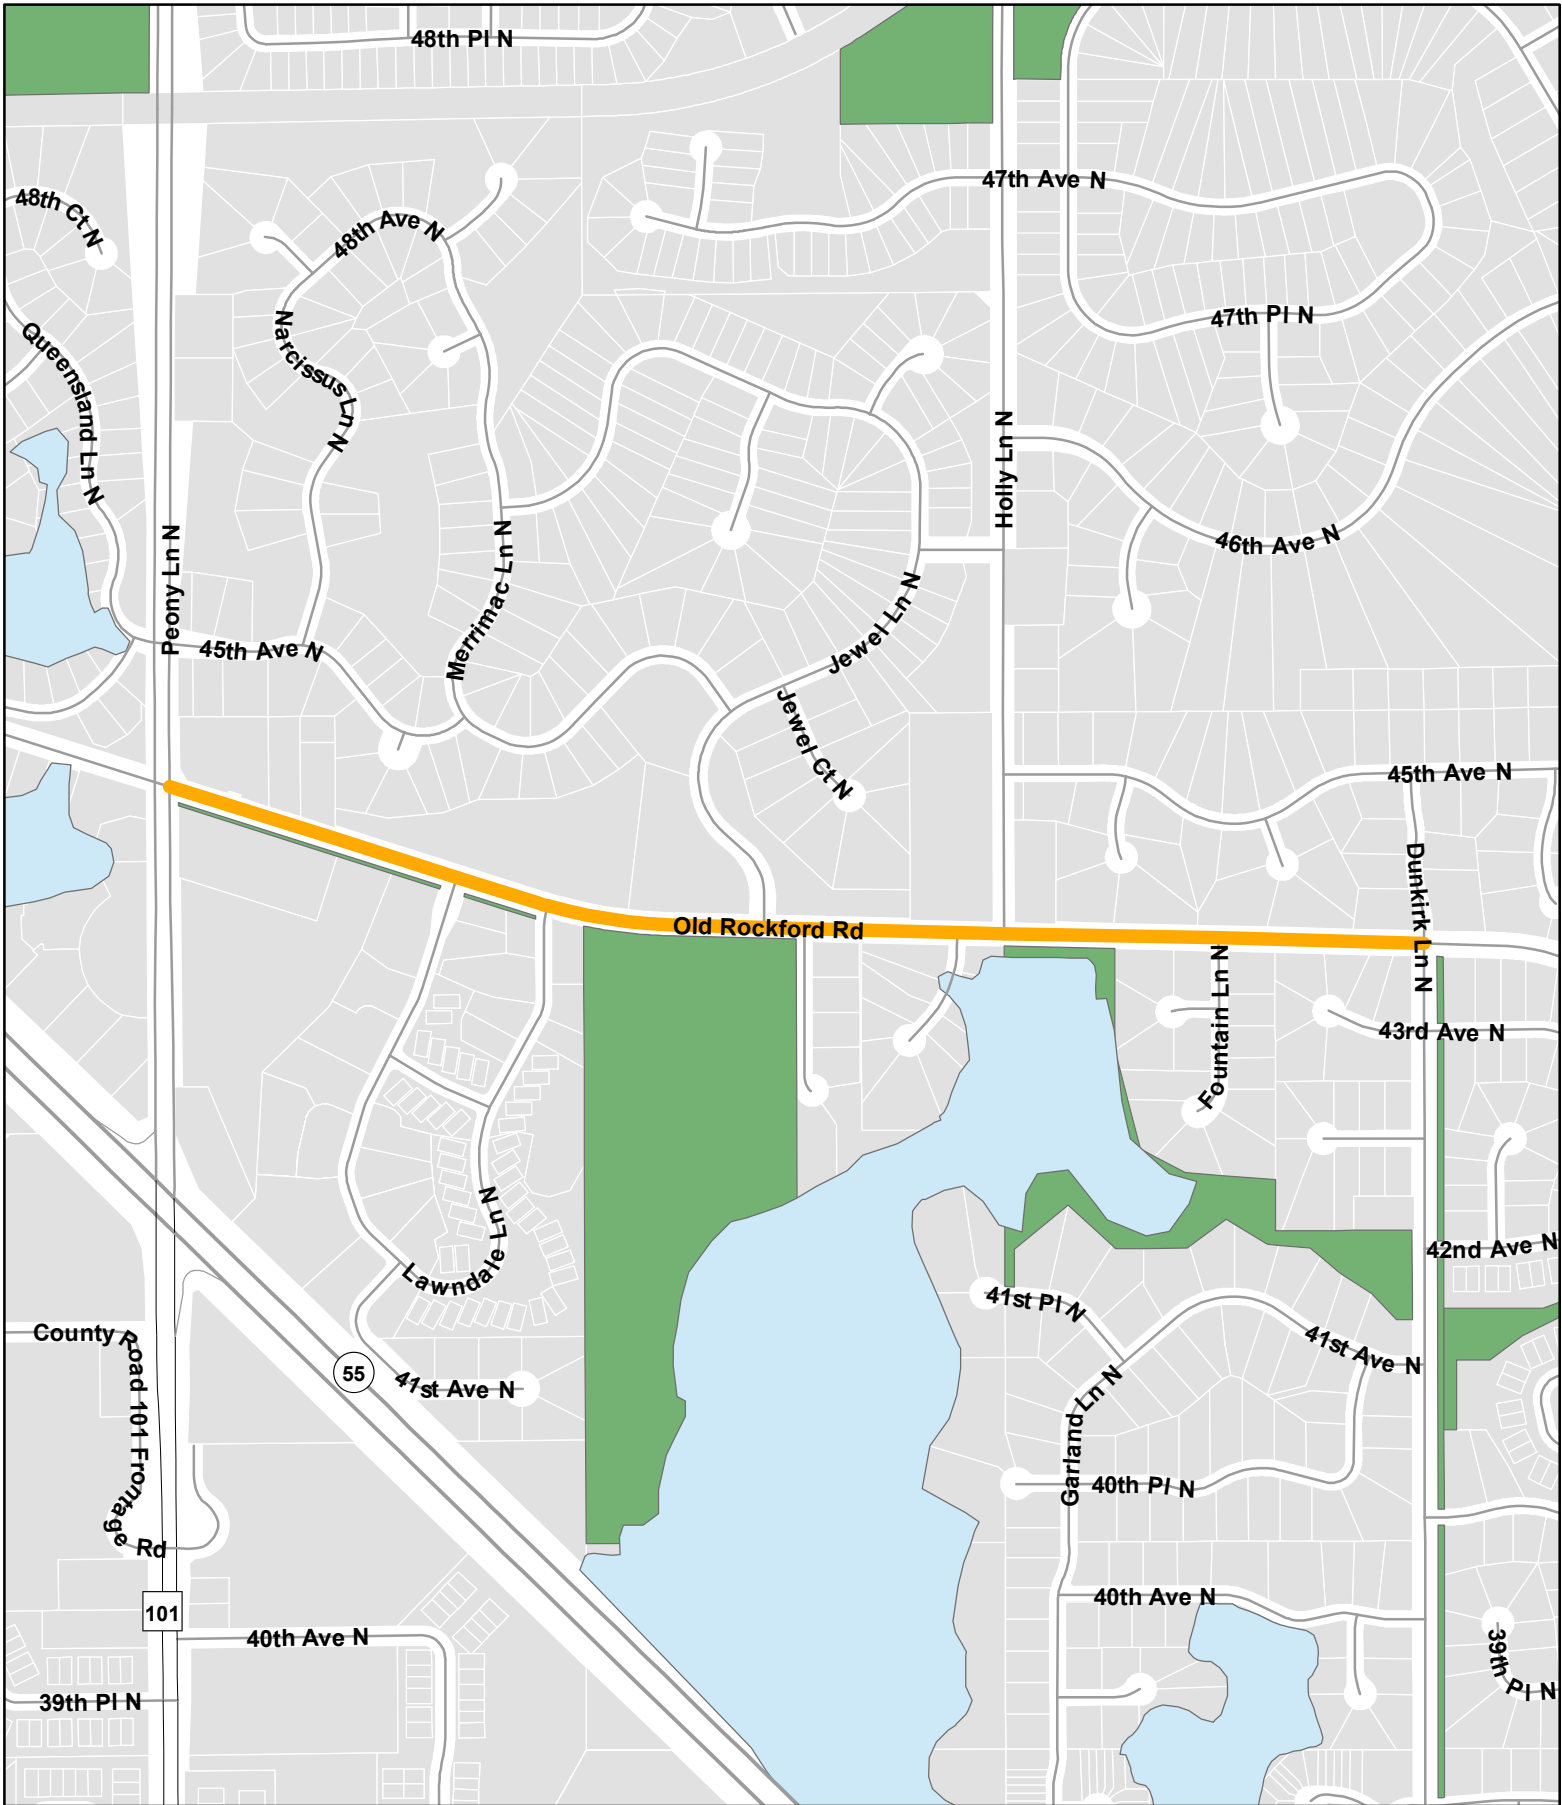 48th Pl N
47th Ave N
48th Ct N
48th Ave N
47th Pl N
Narcissus Ln N
Queensland Ln N
Holly Ln N
46th Ave N
Peony Ln N
Merrimac Ln N
45th Ave N
Jewel Ln N
Jewel Ct N
45th Ave N
Dunkirk Ln N
Old Rockford Rd
Fountain Ln N
43rd Ave N
Lawndale Ln N
42nd Ave N
41st Pl N
County Road 101 Frontage Rd
41st Ave N
55
41st Ave N
Garland Ln N
40th Pl N
101
40th Ave N
40th Ave N
39th Pl N
39th Pl N